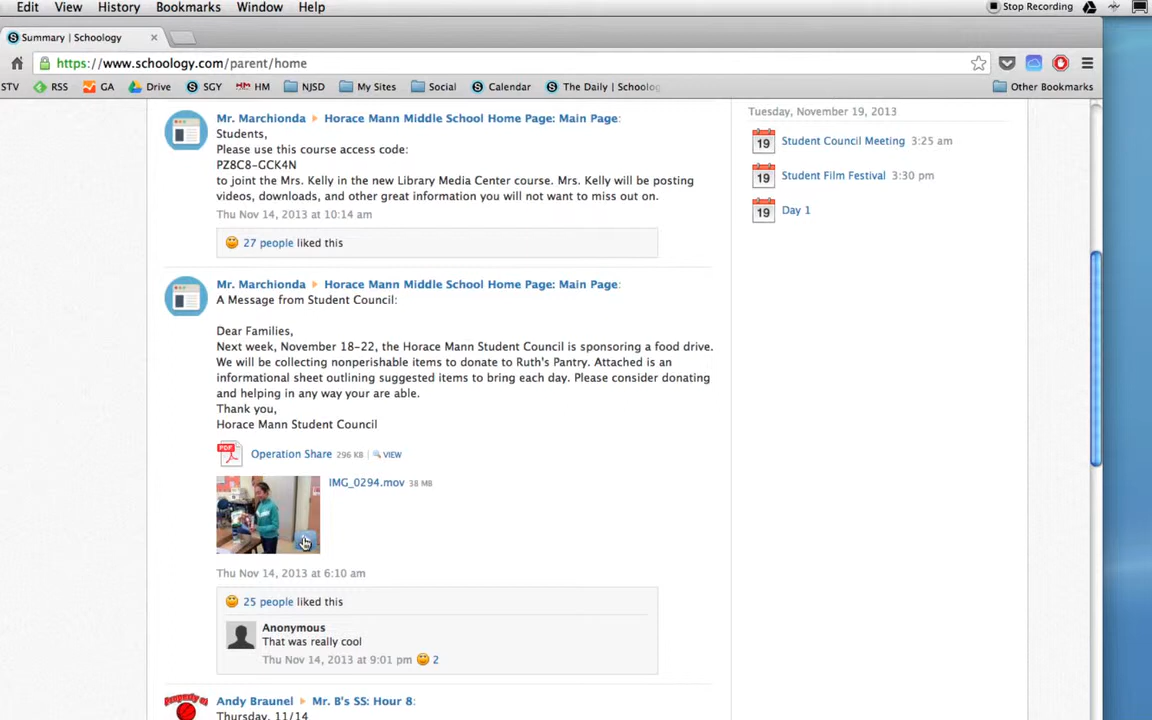 Edit View History Bookmarks Window Help Stop Recording
Summary | Schoology
https://www.schoology.com/parent/home
STV RSS GA Drive SGY HM HM NJSD My Sites Social Calendar The Daily | Schoolog Other Bookmarks
Mr. Marchionda Horace Mann Middle School Home Page: Main Page:
Students,
Please use this course access code:
PZ8C8-GCK4N
to joint the Mrs. Kelly in the new Library Media Center course. Mrs. Kelly will be posting
videos, downloads, and other great information you will not want to miss out on.
Thu Nov 14, 2013 at 10:14 am
27 people liked this
Mr. Marchionda Horace Mann Middle School Home Page: Main Page:
A Message from Student Council:
Dear Families,
Next week, November 18-22, the Horace Mann Student Council is sponsoring a food drive.
We will be collecting nonperishable items to donate to Ruth's Pantry. Attached is an
informational sheet outlining suggested items to bring each day. Please consider donating
and helping in any way your are able.
Thank you,
Horace Mann Student Council
PDF Operation Share 296 KB | VIEW
IMG_0294.mov 38 MB
Thu Nov 14, 2013 at 6:10 am
25 people liked this
Anonymous
That was really cool
Thu Nov 14, 2013 at 9:01 pm 2
Andy Braunel Mr. B's SS: Hour 8:
Thursday, 11/14
Tuesday, November 19, 2013
19 Student Council Meeting 3:25 am
19 Student Film Festival 3:30 pm
19 Day 1